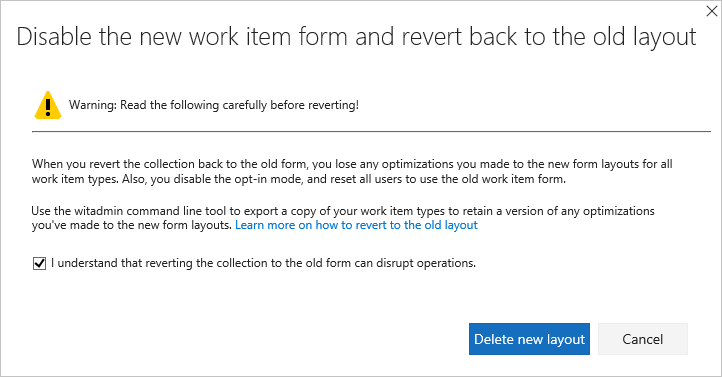 Disable the new work item form and revert back to the old layout
Warning: Read the following carefully before reverting!
When you revert the collection back to the old form, you lose any optimizations you made to the new form layouts for all
work item types. Also, you disable the opt-in mode, and reset all users to use the old work item form.
Use the witadmin command line tool to export a copy of your work item types to retain a version of any optimizations
you've made to the new form layouts. Learn more on how to revert to the old layout
I understand that reverting the collection to the old form can disrupt operations.
Delete new layout
Cancel